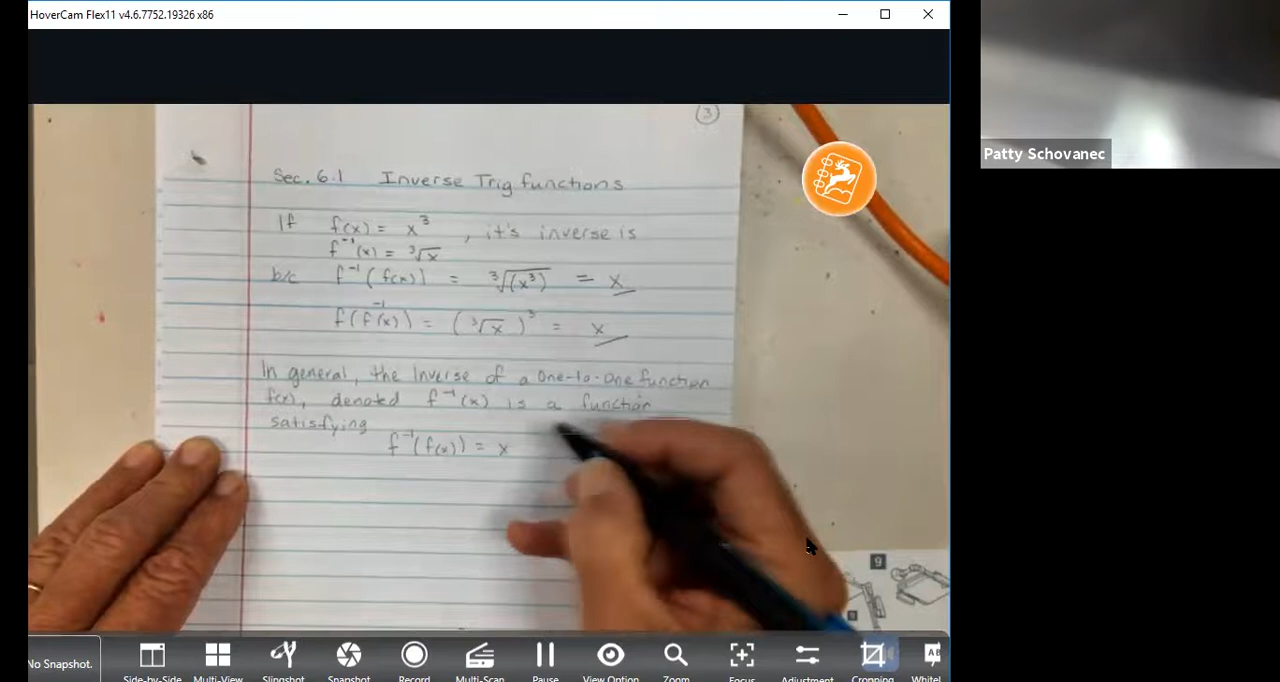 HoverCam Flex11 v4.6.7752.19326 x86
Patty Schovanec
3
Sec. 6.1 Inverse Trig functions
If f(x) = x³, it's inverse is
f⁻¹(x) = ³√x
b/c f⁻¹(f(x)) = ³√(x³) = x
f(f⁻¹(x)) = (³√x)³ = x
In general, the Inverse of a One-to-One function
f(x), denoted f⁻¹(x) is a function
satisfying
f⁻¹(f(x)) = x
9
No Snapshot.
Side-by-Side Multi-View Slingshot Snapshot Record Multi-Scan Pause View Option Zoom Focus Adjustment Cropping